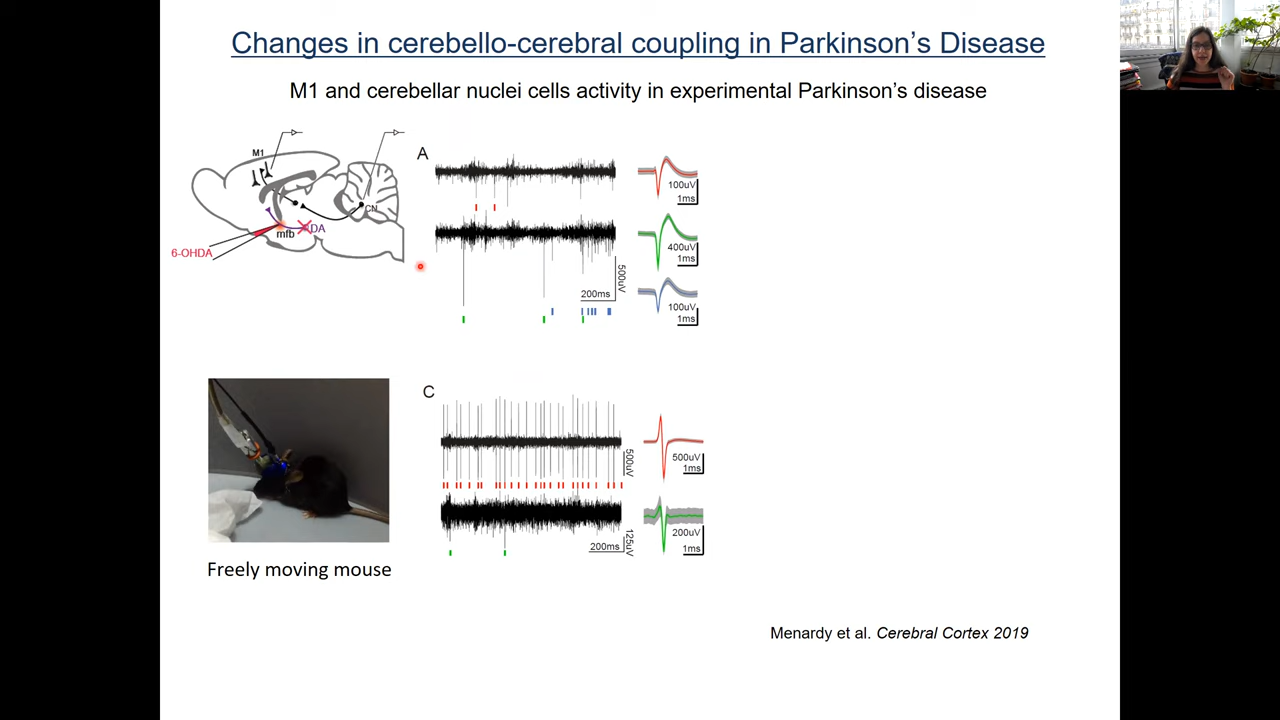 Changes in cerebello-cerebral coupling in Parkinson's Disease
M1 and cerebellar nuclei cells activity in experimental Parkinson's disease
M1
CN
DA
mfb
6-OHDA
A
100uV
1ms
400uV
1ms
500uV
200ms
100uV
1ms
C
500uV
500uV
1ms
200uV
1ms
125uV
200ms
Freely moving mouse
Menardy et al. Cerebral Cortex 2019